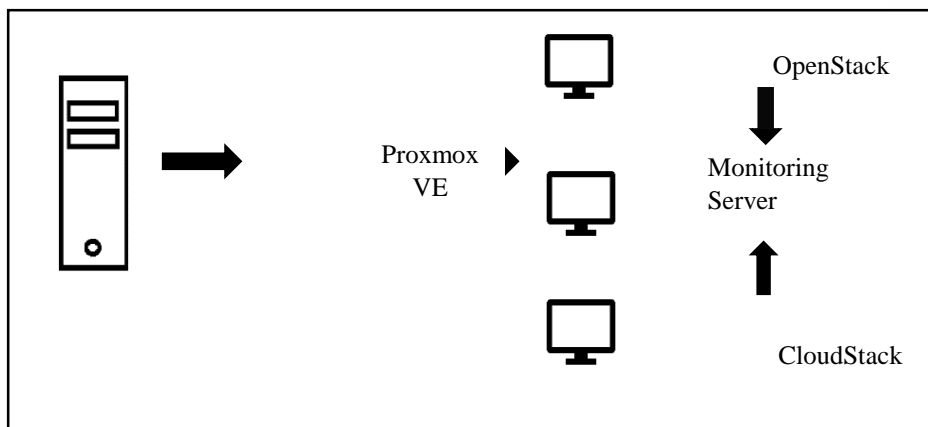 OpenStack
Proxmox
VE
Monitoring
Server
CloudStack